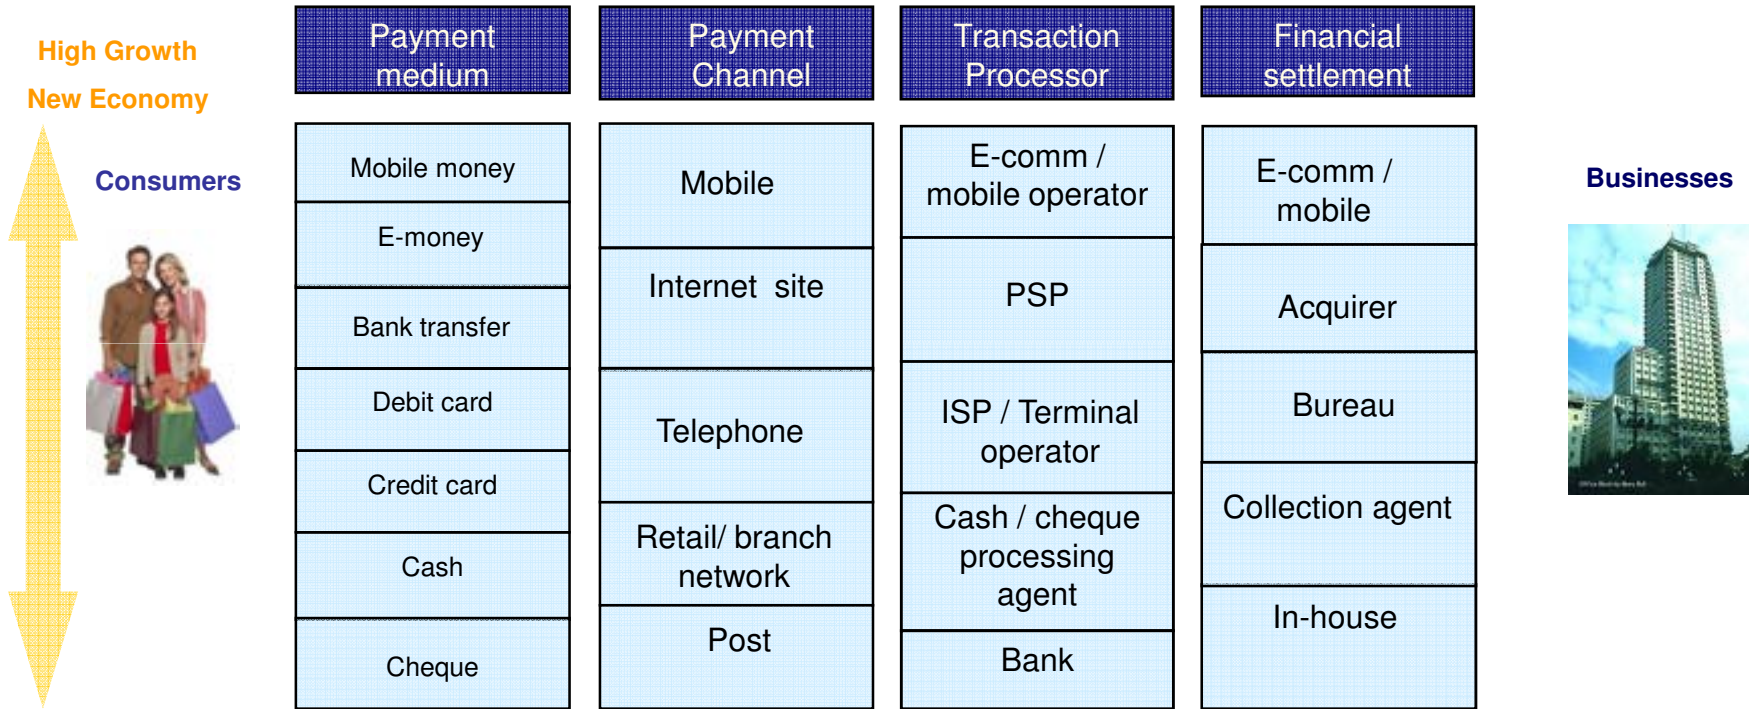 High Growth
New Economy
Consumers
Payment
medium
Mobile money
E-money
Bank transfer
Debit card
Credit card
Cash
Cheque
Payment
Channel
Mobile
Internet site
Telephone
Retail/ branch
network
Post
Transaction
Processor
E-comm /
mobile operator
PSP
ISP / Terminal
operator
Cash / cheque
processing
agent
Bank
Financial
settlement
E-comm /
mobile
Acquirer
Bureau
Collection agent
In-house
Businesses